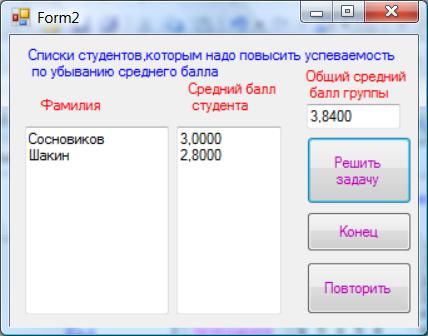 Form2
Списки студентов,которым надо повысить успеваемость
по убыванию среднего балла
Фамилия
Средний балл
студента
Общий средний
балл группы
3,8400
Сосновиков
3,0000
Шакин
2,8000
Решить
задачу
Конец
Повторить